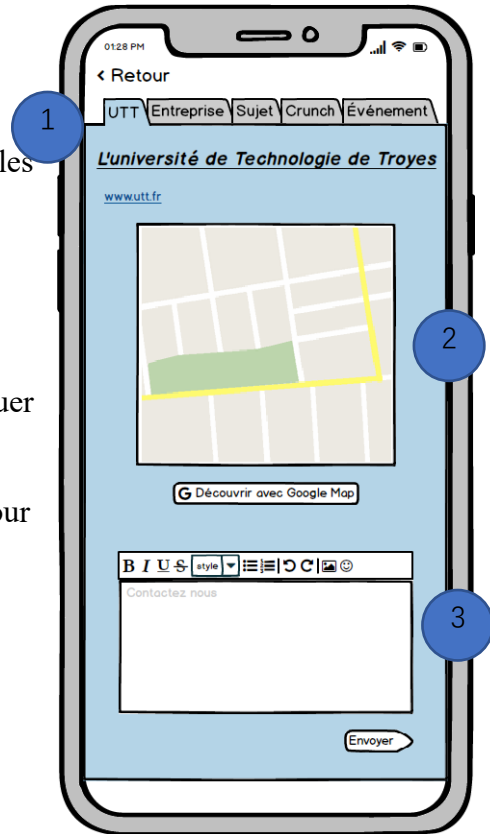 01:28 PM
< Retour
1
UTT Entreprise Sujet Crunch Événement
les
L'université de Technologie de Troyes
www.utt.fr
2
uer
G Découvrir avec Google Map
our
B I U S style
Contactez nous
3
Envoyer